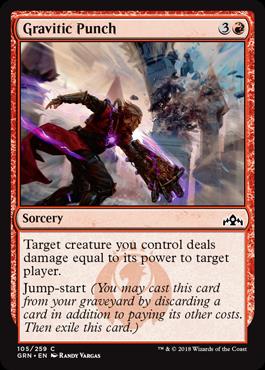 Gravitic Punch 3
Sorcery
Target creature you control deals
damage equal to its power to target
player.
Jump-start (You may cast this card
from your graveyard by discarding a
card in addition to paying its other costs.
Then exile this card.)
105/259 C
GRN • EN Randy Vargas ™ & © 2018 Wizards of the Coast